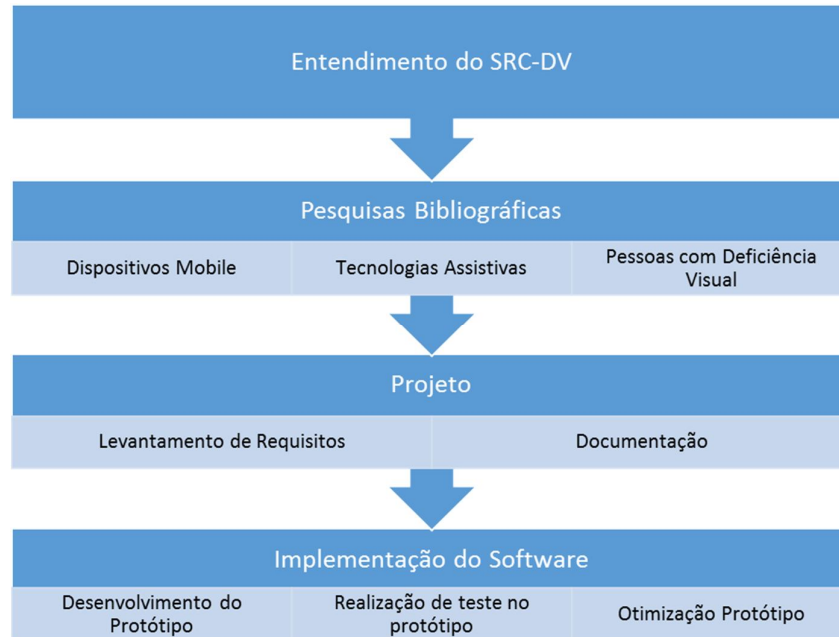 Entendimento do SRC-DV
Pesquisas Bibliográficas
Dispositivos Mobile
Tecnologias Assistivas
Pessoas com Deficiência
Visual
Projeto
Levantamento de Requisitos
Documentação
Implementação do Software
Desenvolvimento do
Protótipo
Realização de teste no
protótipo
Otimização Protótipo